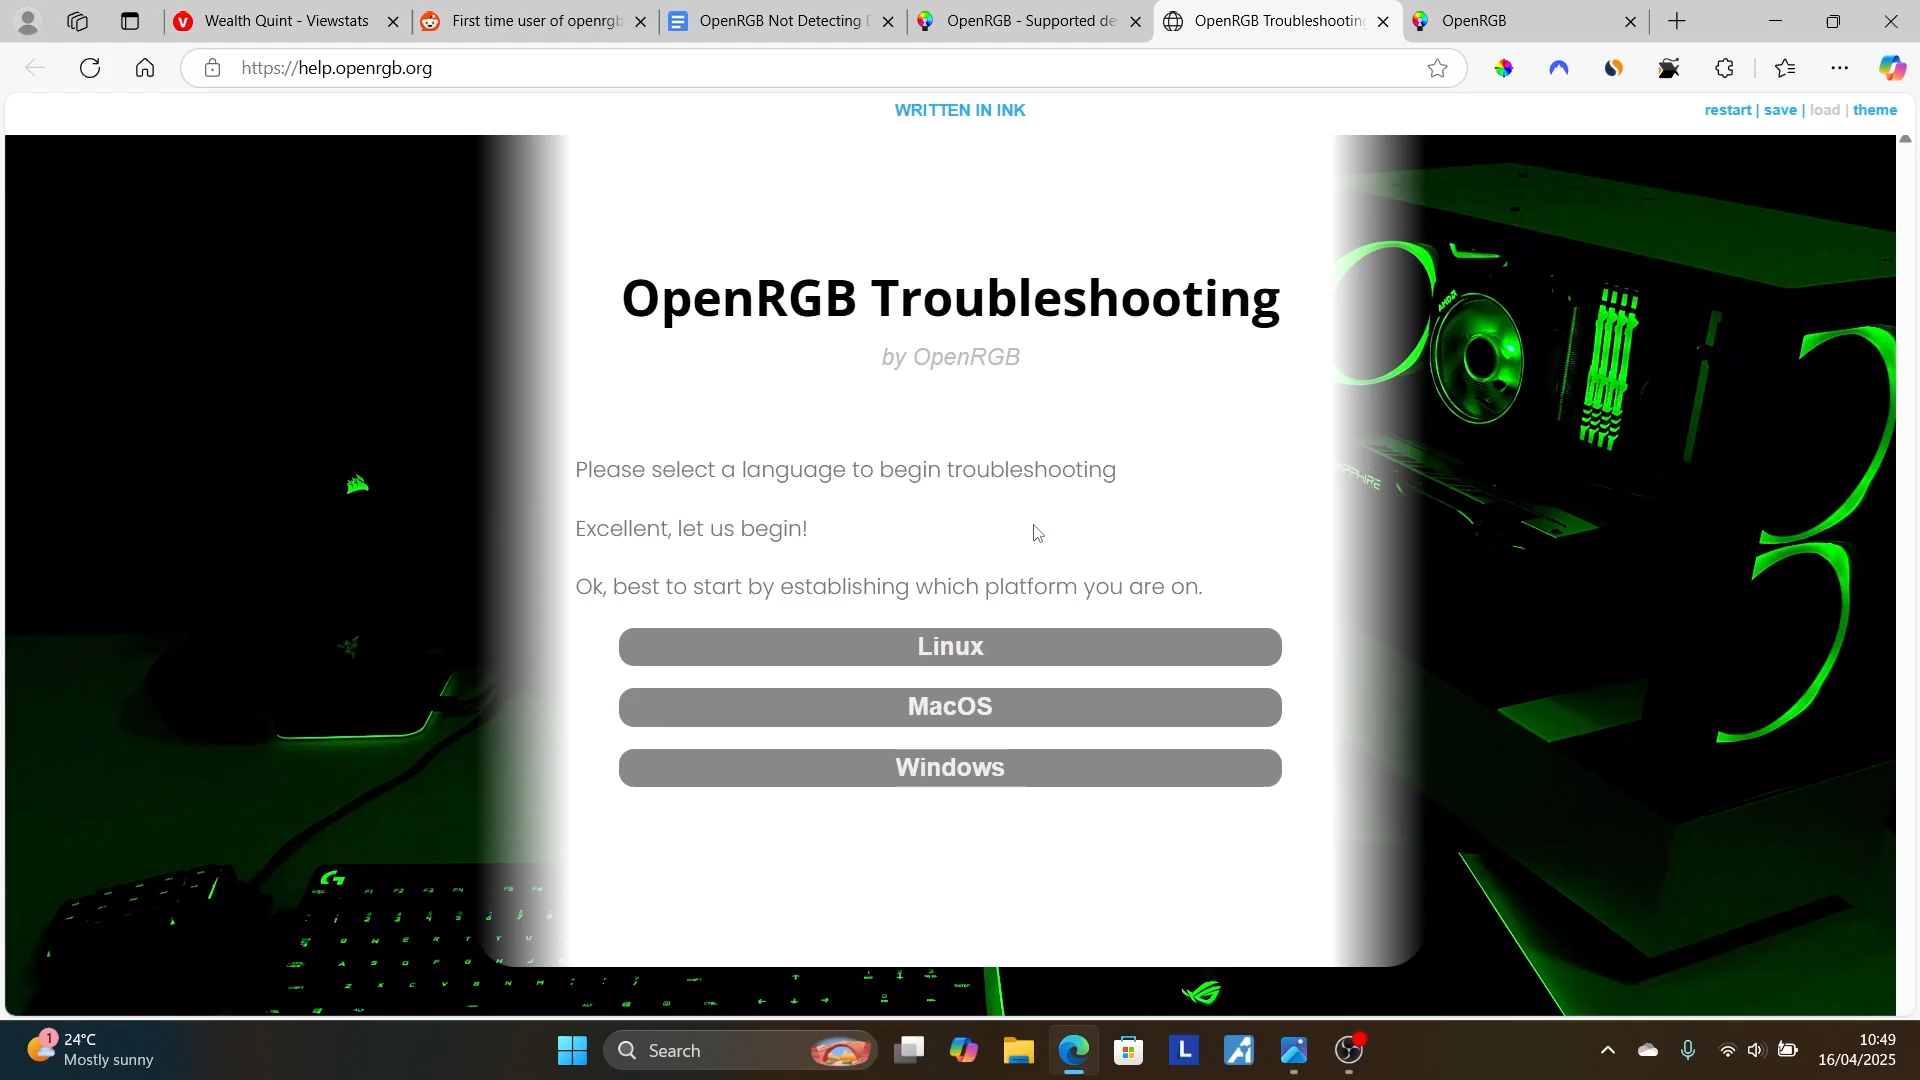 Wealth Quint - Viewstats
First time user of openrgb
OpenRGB Not Detecting D
OpenRGB - Supported de
OpenRGB Troubleshooting
OpenRGB
https://help.openrgb.org
WRITTEN IN INK
restart | save | load | theme
OpenRGB Troubleshooting
by OpenRGB
Please select a language to begin troubleshooting
Excellent, let us begin!
Ok, best to start by establishing which platform you are on.
Linux
MacOS
Windows
AMD
24°C
Mostly sunny
1
Search
L
10:49
16/04/2025